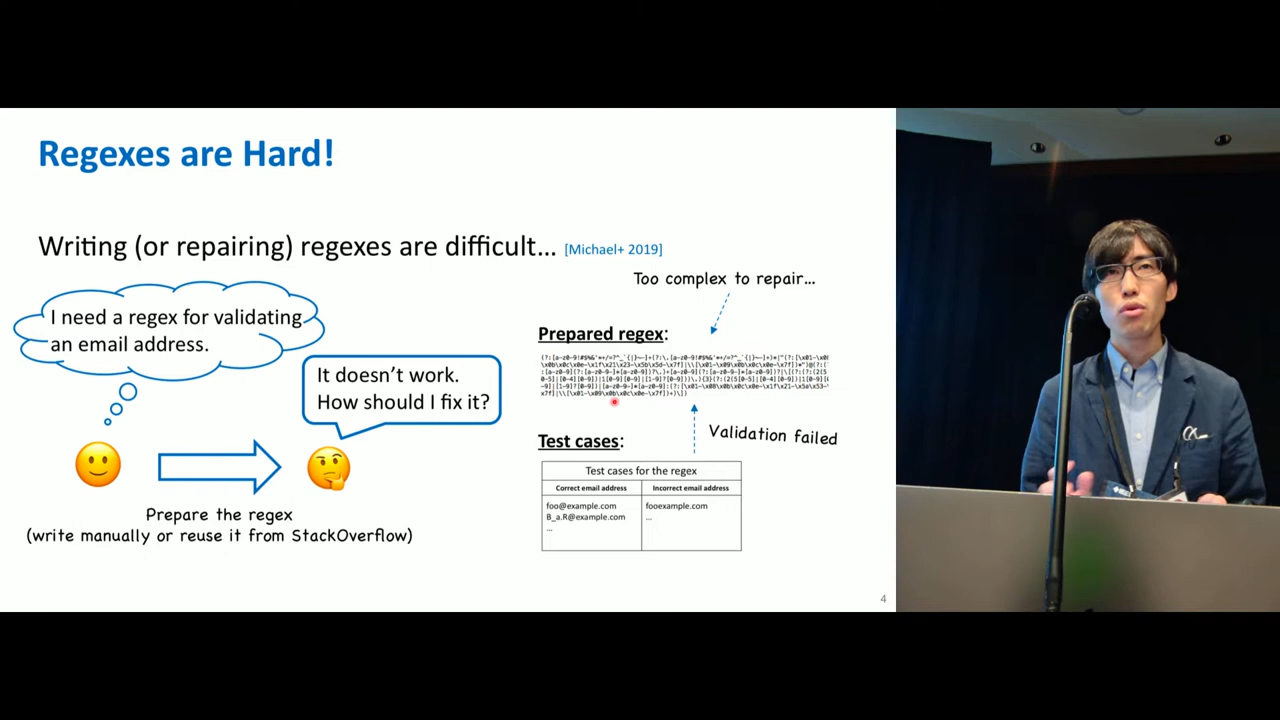 Regexes are Hard!
Writing (or repairing) regexes are difficult... [Michael+ 2019]
I need a regex for validating
an email address.
It doesn't work.
How should I fix it?
Prepare the regex
(write manually or reuse it from StackOverflow)
Too complex to repair...
Prepared regex:
Validation failed
Test cases:
Test cases for the regex
Correct email address Incorrect email address
foo@example.com fooexample.com
B_a.R@example.com ...
...
4